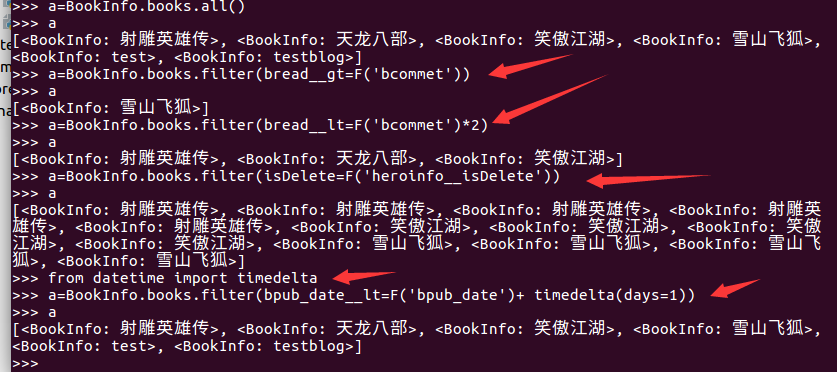 >>> a=BookInfo.books.all()
>>> a
[<BookInfo: 射雕英雄传>, <BookInfo: 天龙八部>, <BookInfo: 笑傲江湖>, <BookInfo: 雪山飞狐>,
<BookInfo: test>, <BookInfo: testblog>]
>>> a=BookInfo.books.filter(bread__gt=F('bcommet'))
>>> a
[<BookInfo: 雪山飞狐>]
>>> a=BookInfo.books.filter(bread__lt=F('bcommet')*2)
>>> a
[<BookInfo: 射雕英雄传>, <BookInfo: 天龙八部>, <BookInfo: 笑傲江湖>]
>>> a=BookInfo.books.filter(isDelete=F('heroinfo__isDelete'))
>>> a
[<BookInfo: 射雕英雄传>, <BookInfo: 射雕英雄传>, <BookInfo: 射雕英雄传>, <BookInfo: 射雕英
雄传>, <BookInfo: 射雕英雄传>, <BookInfo: 笑傲江湖>, <BookInfo: 笑傲江湖>, <BookInfo: 笑傲
江湖>, <BookInfo: 笑傲江湖>, <BookInfo: 雪山飞狐>, <BookInfo: 雪山飞狐>, <BookInfo: 雪山飞
狐>, <BookInfo: 雪山飞狐>]
>>> from datetime import timedelta
>>> a=BookInfo.books.filter(bpub_date__lt=F('bpub_date')+ timedelta(days=1))
>>> a
[<BookInfo: 射雕英雄传>, <BookInfo: 天龙八部>, <BookInfo: 笑傲江湖>, <BookInfo: 雪山飞狐>,
<BookInfo: test>, <BookInfo: testblog>]
>>>